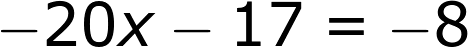 −20x − 17 = −8